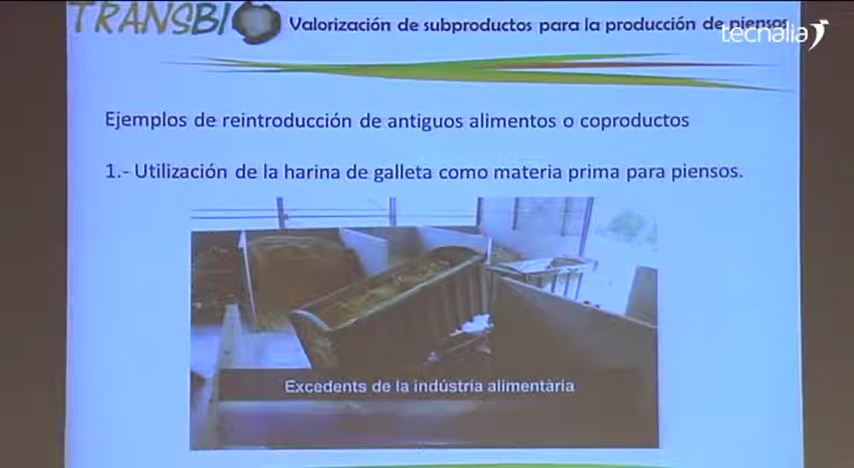 TRANSBIO
Valorización de subproductos para la producción de piensos
tecnalia
Ejemplos de reintroducción de antiguos alimentos o coproductos
1.- Utilización de la harina de galleta como materia prima para piensos.
Excedents de la indústria alimentària